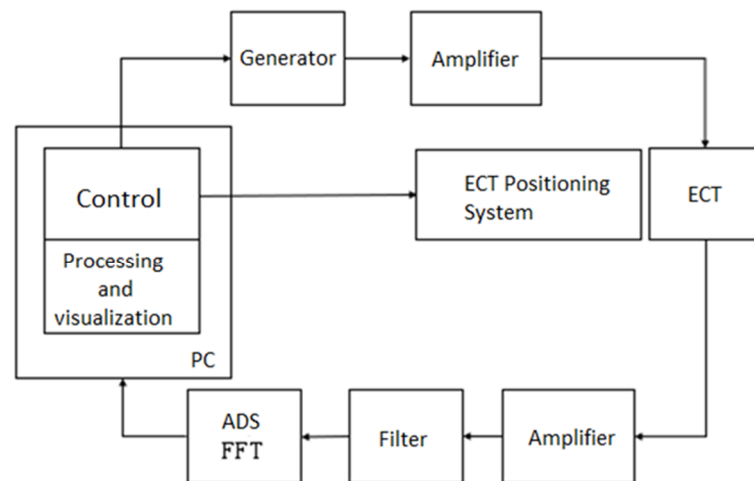 Generator
Amplifier
Control
ECT Positioning
System
ECT
Processing
and
visualization
PC
ADS
FFT
Filter
Amplifier